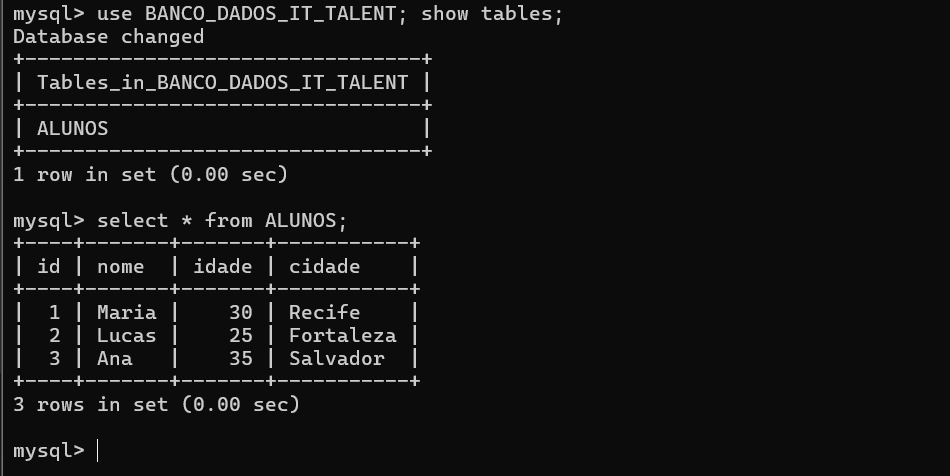 mysql> use BANCO_DADOS_IT_TALENT; show tables;
Database changed
+---------------------------------+
| Tables_in_BANCO_DADOS_IT_TALENT |
+---------------------------------+
| ALUNOS                          |
+---------------------------------+
1 row in set (0.00 sec)

mysql> select * from ALUNOS;
+----+-------+-------+-----------+
| id | nome  | idade | cidade    |
+----+-------+-------+-----------+
|  1 | Maria |    30 | Recife    |
|  2 | Lucas |    25 | Fortaleza |
|  3 | Ana   |    35 | Salvador  |
+----+-------+-------+-----------+
3 rows in set (0.00 sec)

mysql>